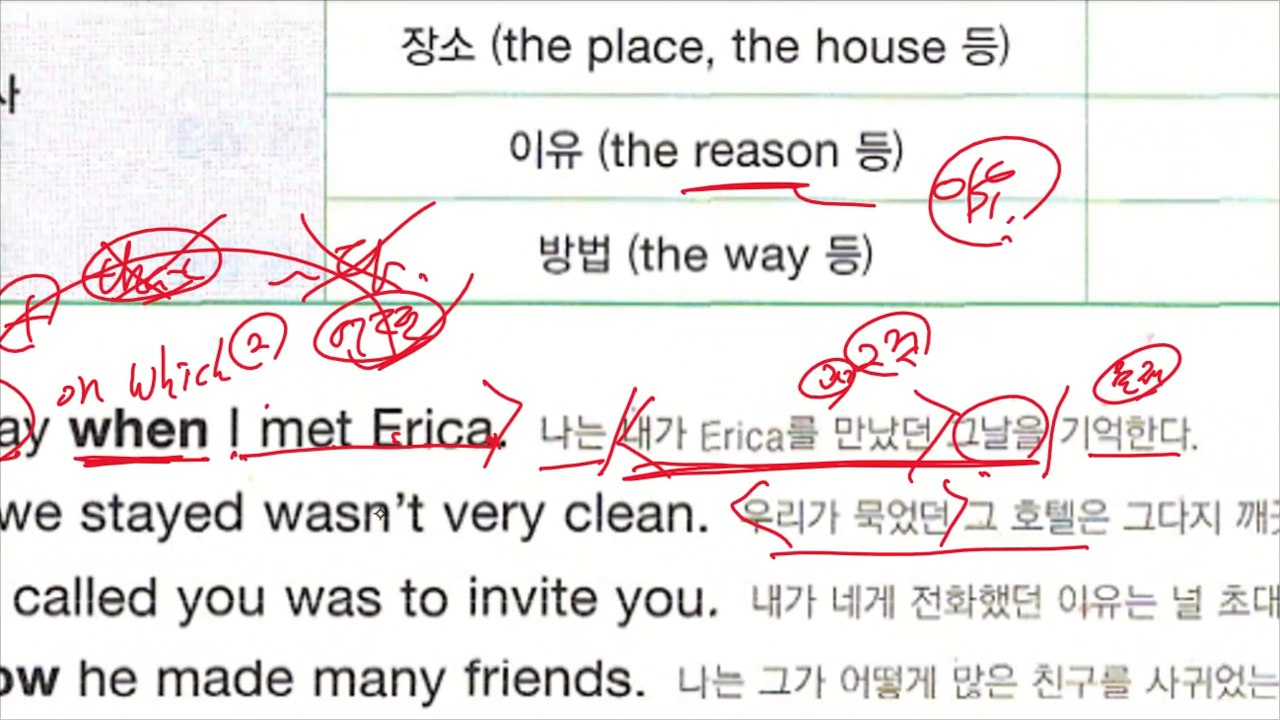 장소 (the place, the house 등)
사
이유 (the reason 등)
방법 (the way 등)
on which ②
ay when I met Erica. 나는 내가 Erica를 만났던 그날을 기억한다.
we stayed wasn't very clean. 우리가 묵었던 그 호텔은 그다지 깨끗
called you was to invite you. 내가 네게 전화했던 이유는 널 초대
ow he made many friends. 나는 그가 어떻게 많은 친구를 사귀었는